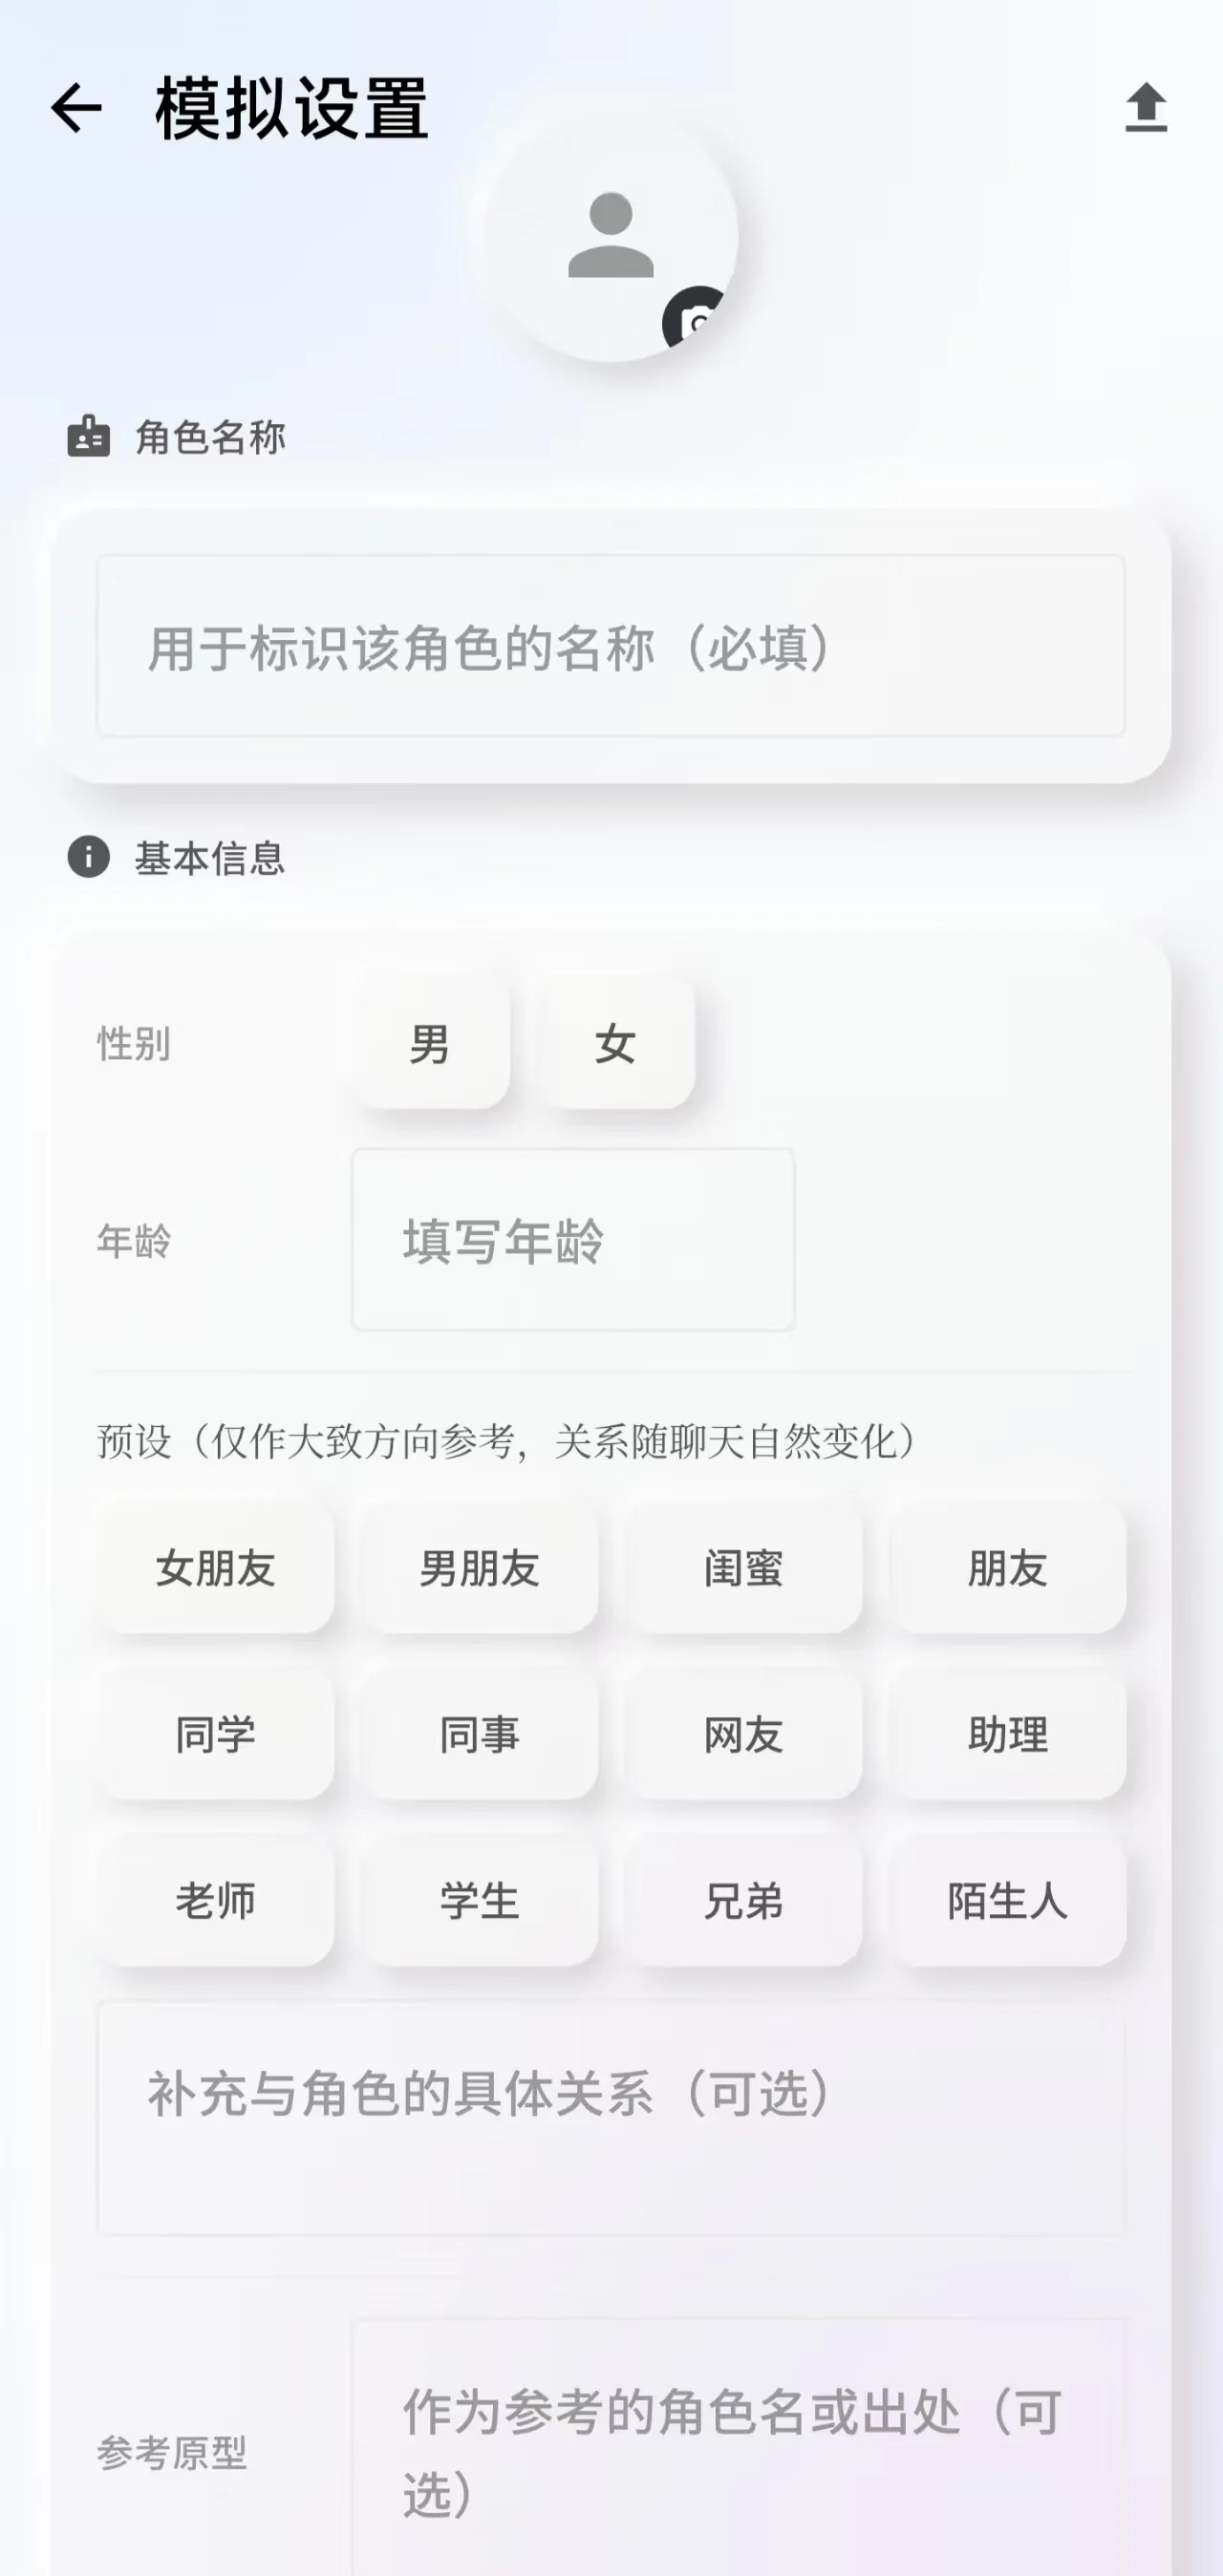 模拟设置
角色名称
用于标识该角色的名称（必填）
基本信息
性别 男 女
年龄 填写年龄
预设（仅作大致方向参考，关系随聊天自然变化）
女朋友 男朋友 闺蜜 朋友
同学 同事 网友 助理
老师 学生 兄弟 陌生人
补充与角色的具体关系（可选）
参考原型 作为参考的角色名或出处（可
选）